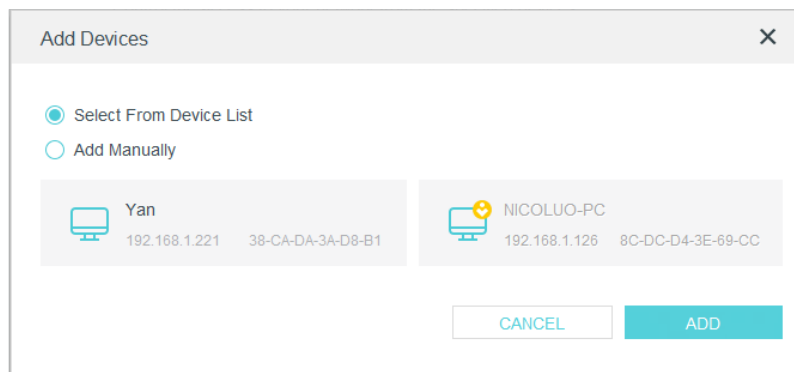 Add Devices
Select From Device List
Add Manually
Yan
192.168.1.221 38-CA-DA-3A-D8-B1
NICOLUO-PC
192.168.1.126 8C-DC-D4-3E-69-CC
CANCEL ADD